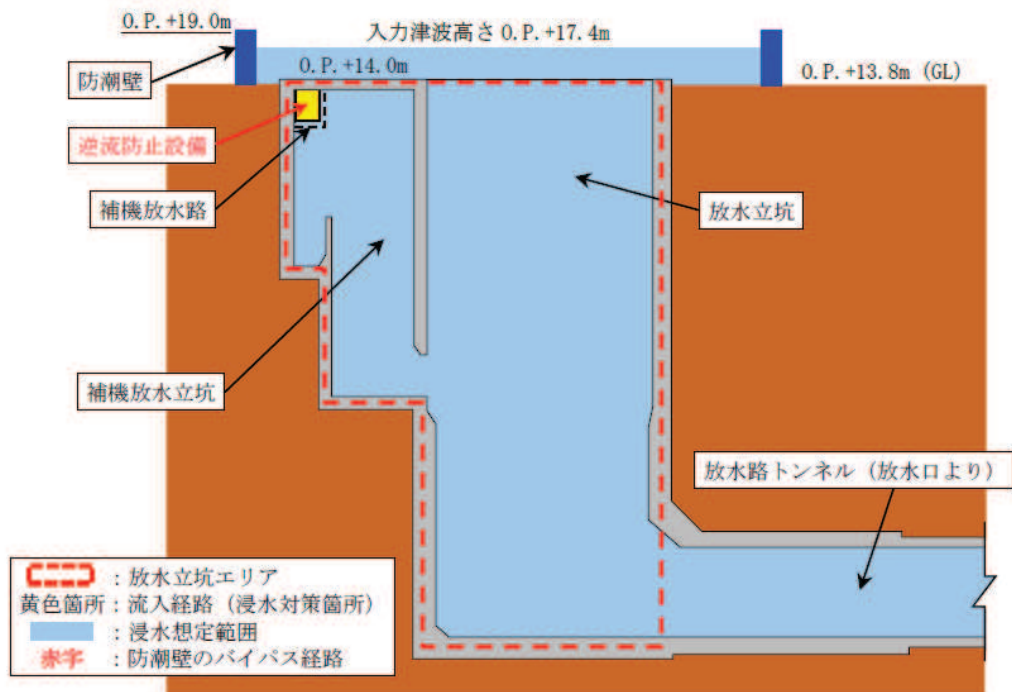 O.P.+19.0m
入力津波高さ O.P.+17.4m
防潮壁
O.P.+14.0m
O.P.+13.8m (GL)
逆流防止設備
補機放水路
放水立坑
補機放水立坑
放水路トンネル（放水口より）
：放水立坑エリア
黄色箇所：流入経路（浸水対策箇所）
：浸水想定範囲
赤字：防潮壁のバイパス経路